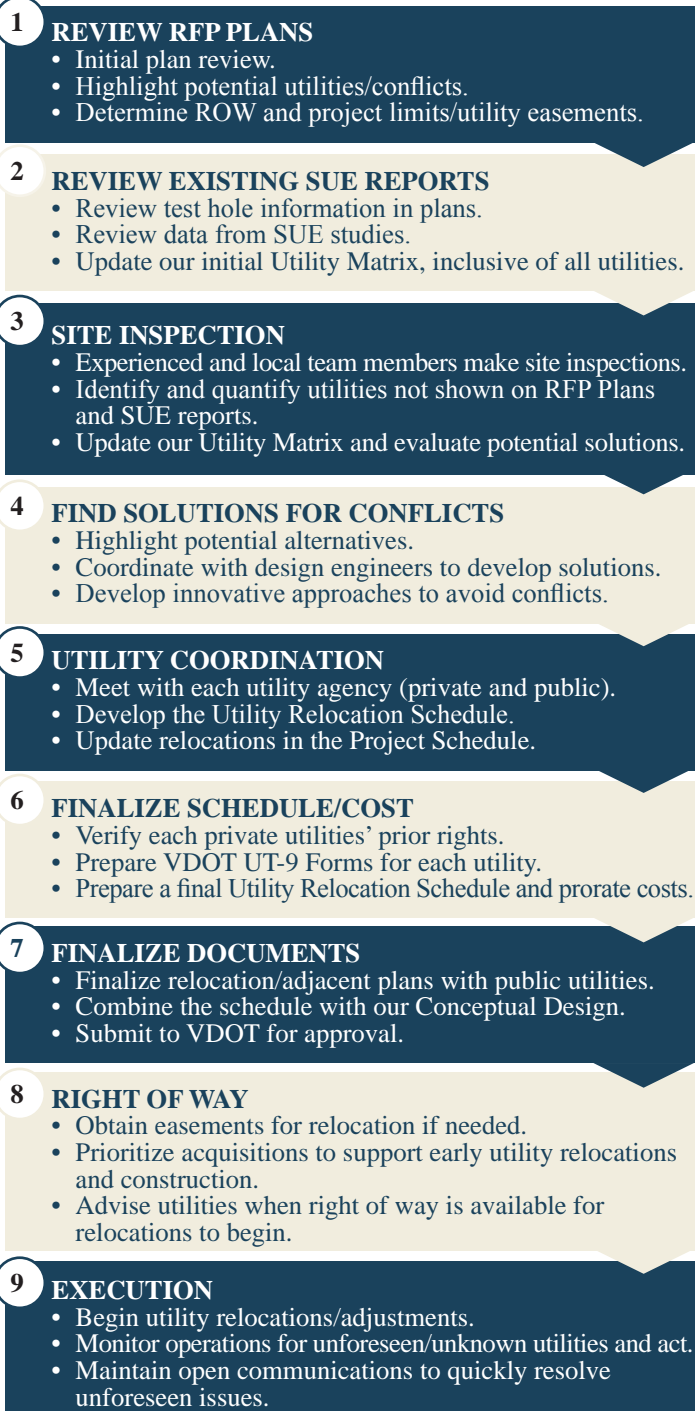 1
REVIEW RFP PLANS
• Initial plan review.
• Highlight potential utilities/conflicts.
• Determine ROW and project limits/utility easements.
2
REVIEW EXISTING SUE REPORTS
• Review test hole information in plans.
• Review data from SUE studies.
• Update our initial Utility Matrix, inclusive of all utilities.
3
SITE INSPECTION
• Experienced and local team members make site inspections.
• Identify and quantify utilities not shown on RFP Plans
and SUE reports.
• Update our Utility Matrix and evaluate potential solutions.
4
FIND SOLUTIONS FOR CONFLICTS
• Highlight potential alternatives.
• Coordinate with design engineers to develop solutions.
• Develop innovative approaches to avoid conflicts.
5
UTILITY COORDINATION
• Meet with each utility agency (private and public).
• Develop the Utility Relocation Schedule.
• Update relocations in the Project Schedule.
6
FINALIZE SCHEDULE/COST
• Verify each private utilities’ prior rights.
• Prepare VDOT UT-9 Forms for each utility.
• Prepare a final Utility Relocation Schedule and prorate costs.
7
FINALIZE DOCUMENTS
• Finalize relocation/adjacent plans with public utilities.
• Combine the schedule with our Conceptual Design.
• Submit to VDOT for approval.
8
RIGHT OF WAY
• Obtain easements for relocation if needed.
• Prioritize acquisitions to support early utility relocations
and construction.
• Advise utilities when right of way is available for
relocations to begin.
9
EXECUTION
• Begin utility relocations/adjustments.
• Monitor operations for unforeseen/unknown utilities and act.
• Maintain open communications to quickly resolve
unforeseen issues.